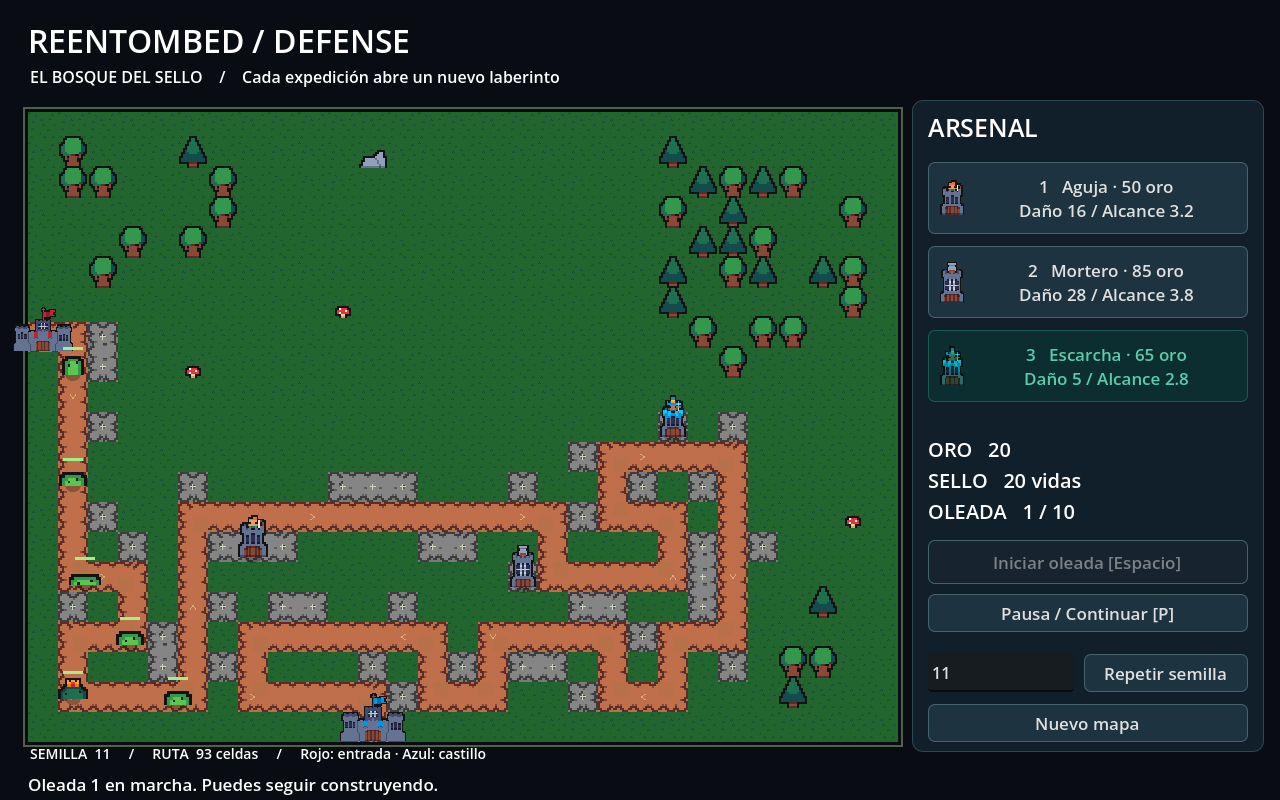 REENTOMBED / DEFENSE
EL BOSQUE DEL SELLO / Cada expedición abre un nuevo laberinto
ARSENAL
1 Aguja · 50 oro
Daño 16 / Alcance 3.2
2 Mortero · 85 oro
Daño 28 / Alcance 3.8
3 Escarcha · 65 oro
Daño 5 / Alcance 2.8
ORO 20
SELLO 20 vidas
OLEADA 1 / 10
Iniciar oleada [Espacio]
Pausa / Continuar [P]
11
Repetir semilla
Nuevo mapa
SEMILLA 11 / RUTA 93 celdas / Rojo: entrada · Azul: castillo
Oleada 1 en marcha. Puedes seguir construyendo.